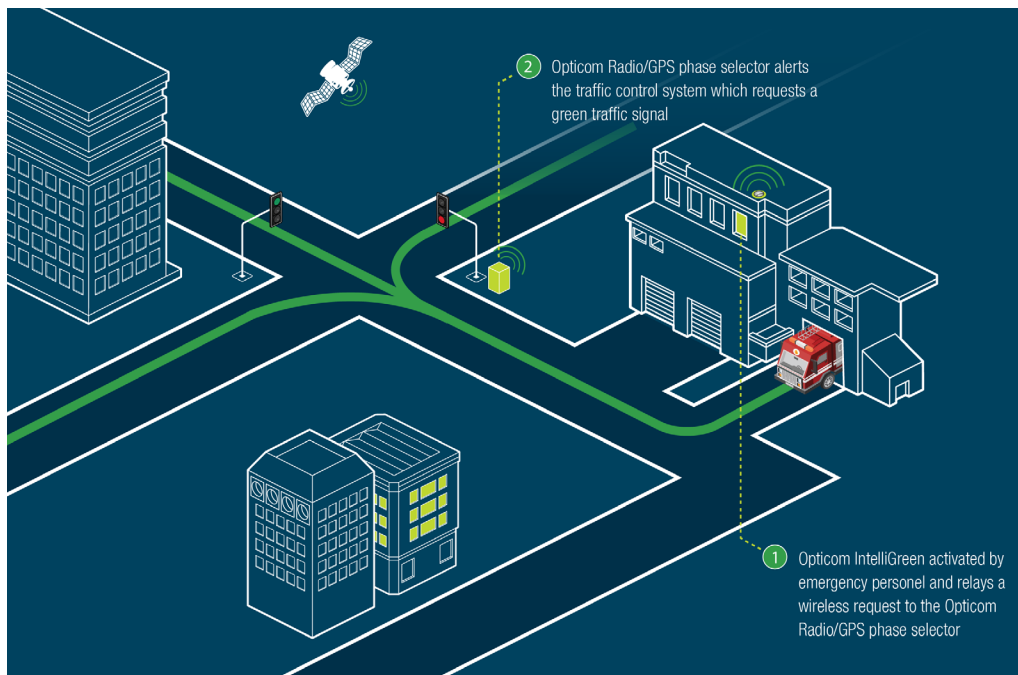 2
Opticom Radio/GPS phase selector alerts
the traffic control system which requests a
green traffic signal
1
Opticom IntelliGreen activated by
emergency personel and relays a
wireless request to the Opticom
Radio/GPS phase selector